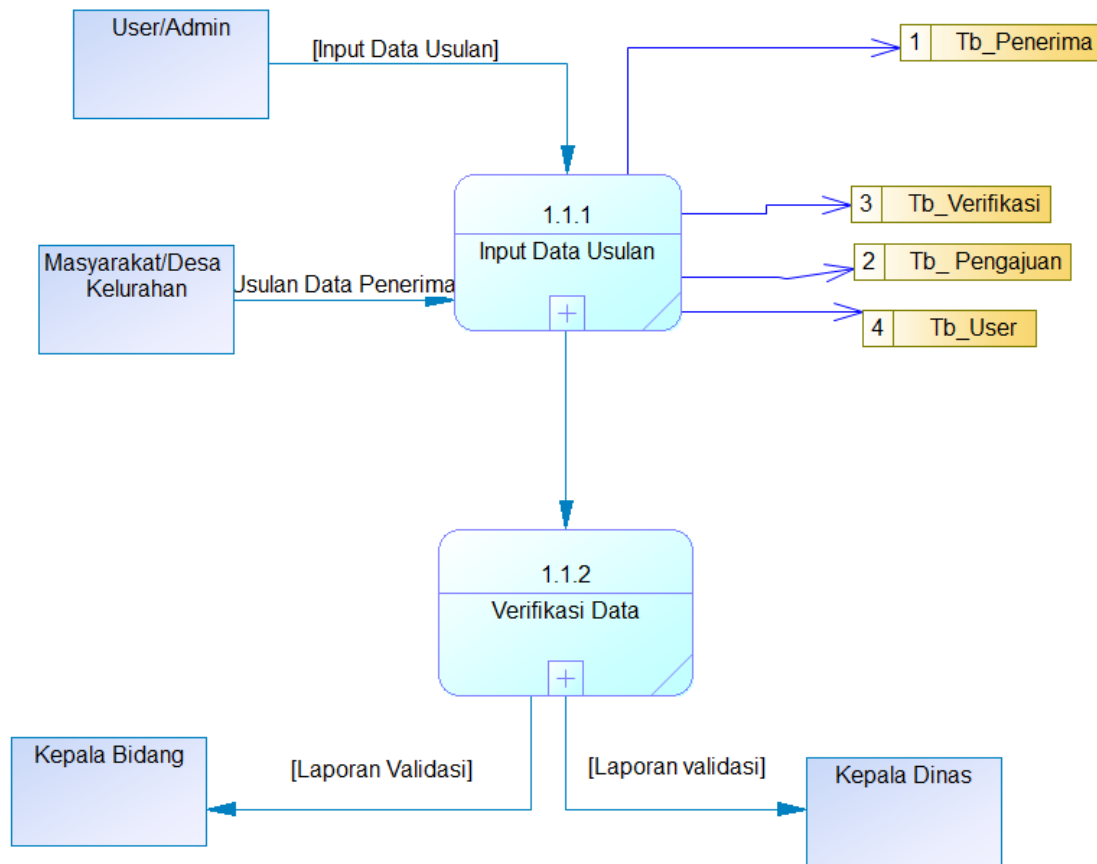 User/Admin
[Input Data Usulan]
1 Tb_Penerima
1.1.1
Input Data Usulan
3 Tb_Verifikasi
2 Tb_ Pengajuan
4 Tb_User
Masyarakat/Desa
Kelurahan
Usulan Data Penerima
1.1.2
Verifikasi Data
Kepala Bidang
[Laporan Validasi]
[Laporan validasi]
Kepala Dinas